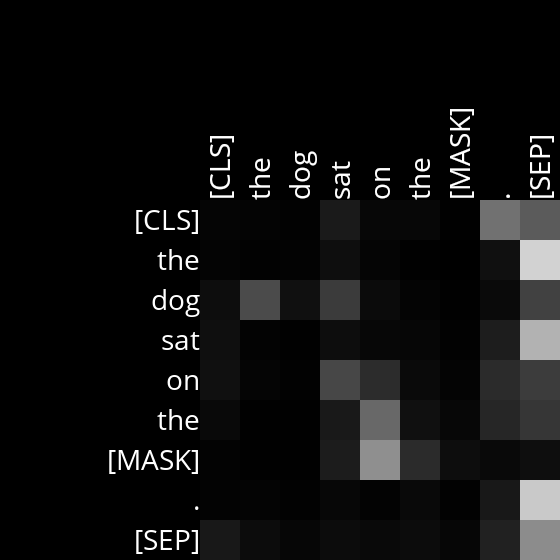 [CLS] the dog sat on the [MASK] . [SEP]
[CLS]
the
dog
sat
on
the
[MASK]
.
[SEP]